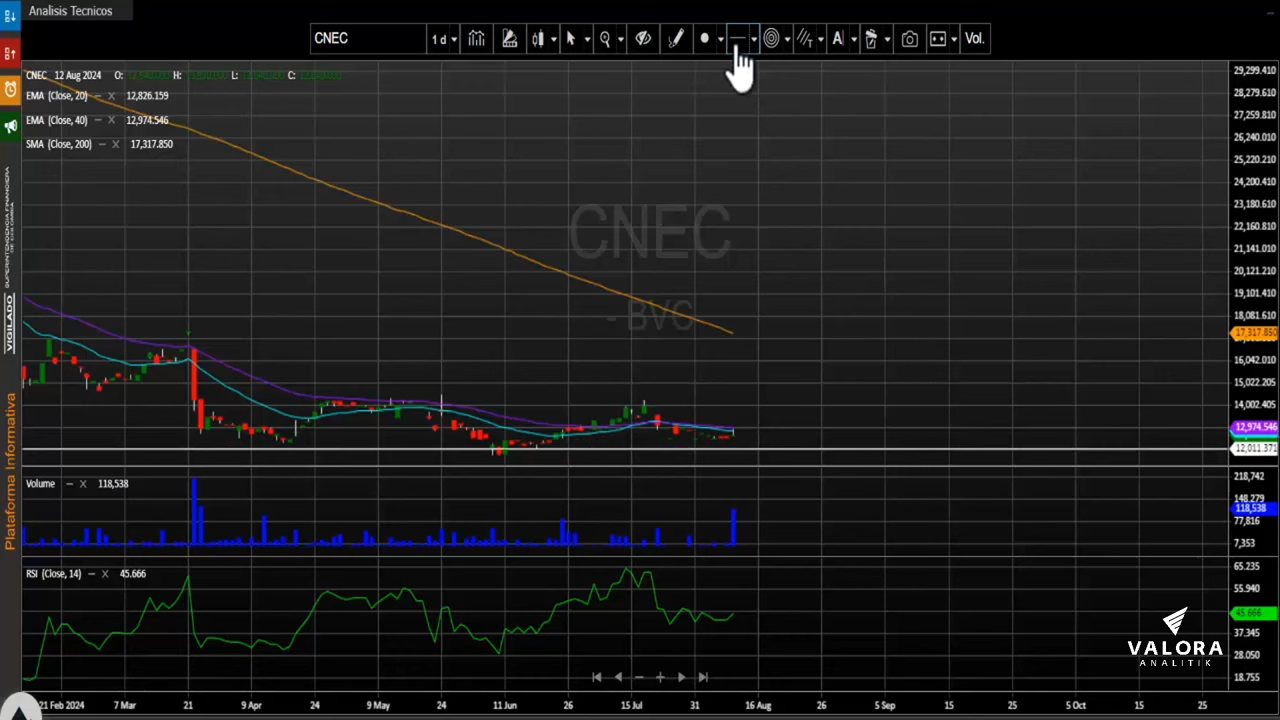 Analisis Tecnicos
CNEC
1 d
A
Vol.
CNEC 12 Aug 2024 O: H: L: C:
EMA (Close, 20) – X 12,826.159
EMA (Close, 40) – X 12,974.546
SMA (Close, 200) – X 17,317.850
CNEC
- BVC
29,299.410
28,279.610
27,259.810
26,240.010
25,220.210
24,200.410
23,180.610
22,160.810
21,141.010
20,121.210
19,101.410
18,081.610
17,317.850
16,042.010
15,022.205
14,002.405
12,974.546
12,011.371
Volume – X 118,538
218,742
148,279
118,538
77,816
7,353
RSI (Close, 14) – X 45.666
65.235
55.940
45.666
37.345
28.050
18.755
21 Feb 2024 7 Mar 21 9 Apr 24 9 May 24 11 Jun 26 15 Jul 31 16 Aug 26 5 Sep 15 25 5 Oct 15 25
VIGILADO SUPERINTENDENCIA FINANCIERA DE COLOMBIA
Plataforma Informativa
VALORA
ANALITIK